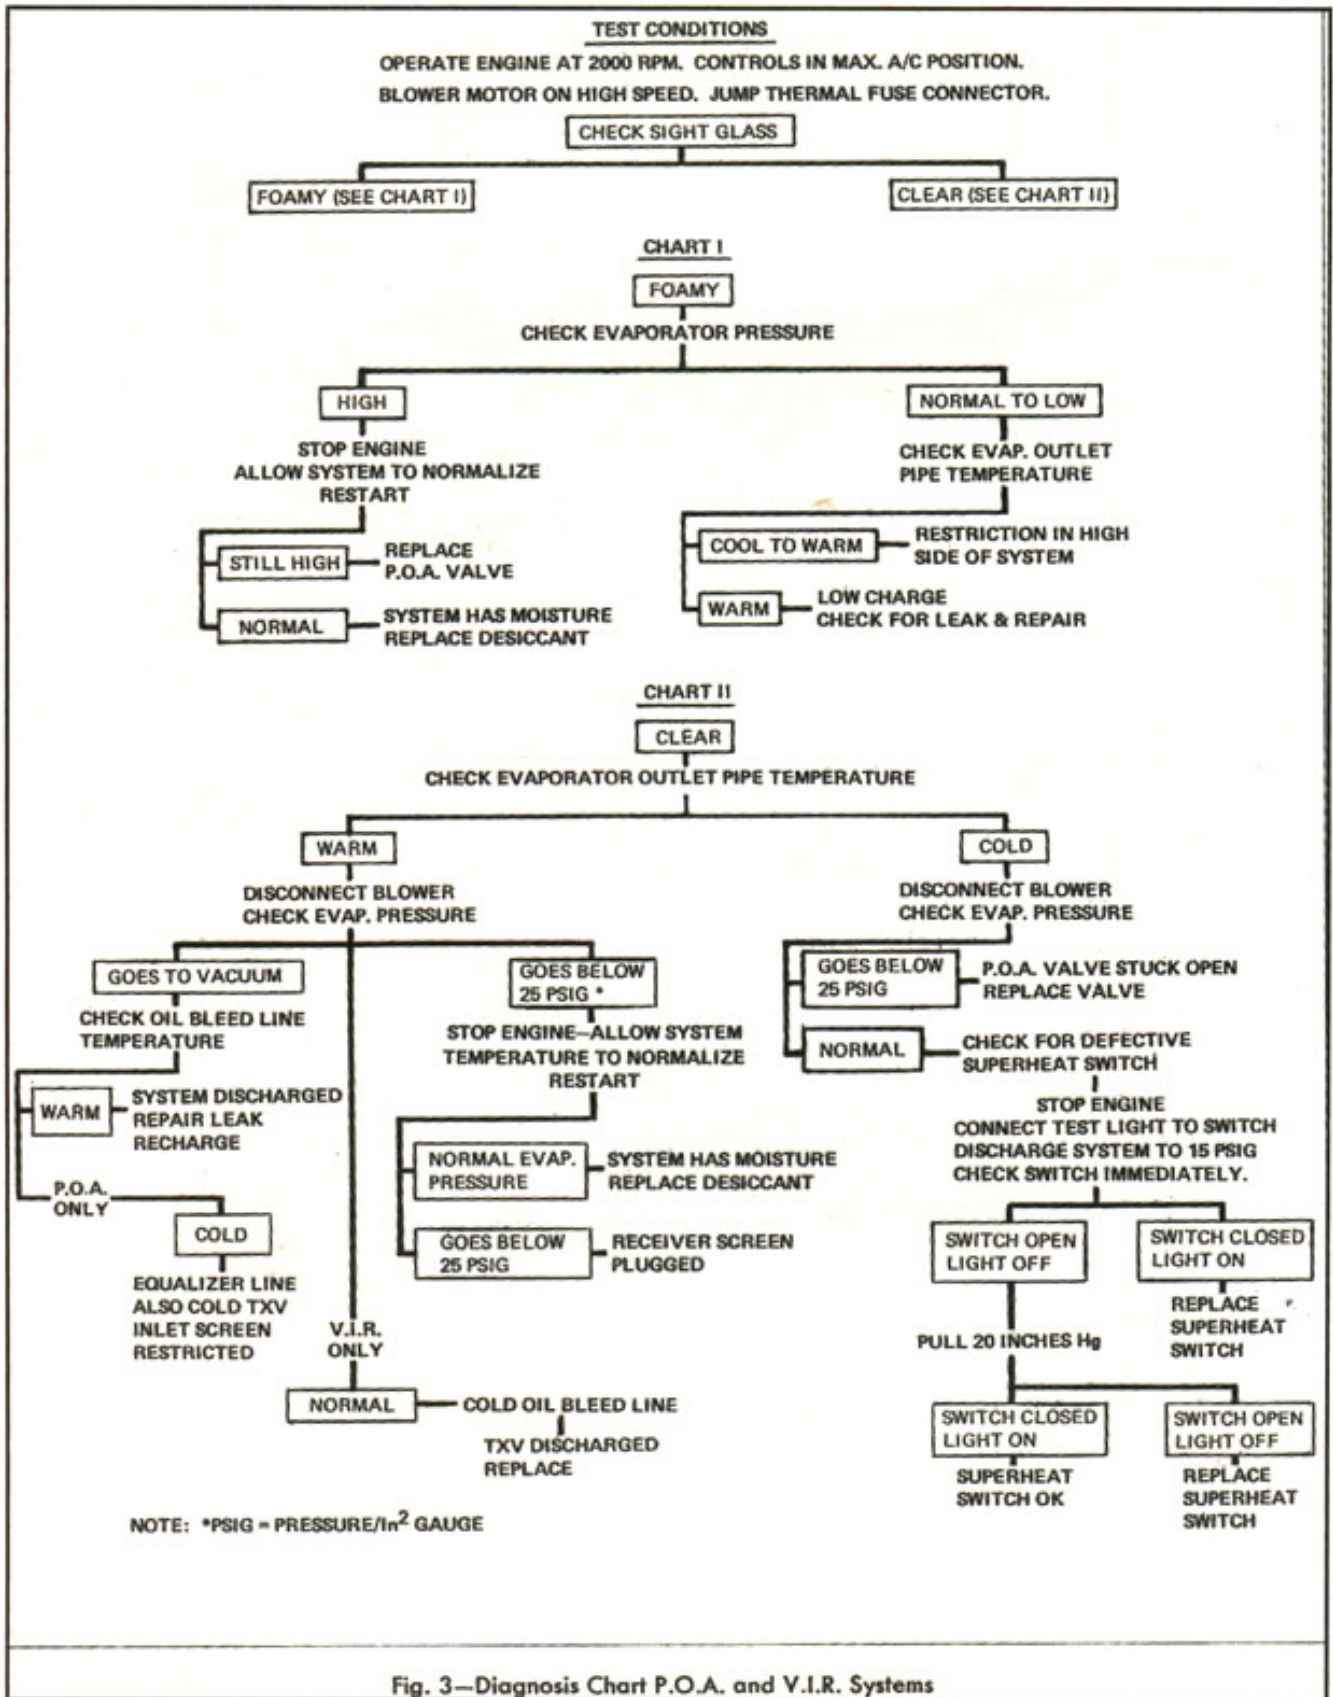 TEST CONDITIONS
OPERATE ENGINE AT 2000 RPM. CONTROLS IN MAX. A/C POSITION.
BLOWER MOTOR ON HIGH SPEED. JUMP THERMAL FUSE CONNECTOR.
CHECK SIGHT GLASS
FOAMY (SEE CHART I)
CLEAR (SEE CHART II)
CHART I
FOAMY
CHECK EVAPORATOR PRESSURE
HIGH
STOP ENGINE
ALLOW SYSTEM TO NORMALIZE
RESTART
STILL HIGH
REPLACE
P.O.A. VALVE
NORMAL
SYSTEM HAS MOISTURE
REPLACE DESICCANT
NORMAL TO LOW
CHECK EVAP. OUTLET
PIPE TEMPERATURE
COOL TO WARM
RESTRICTION IN HIGH
SIDE OF SYSTEM
WARM
LOW CHARGE
CHECK FOR LEAK & REPAIR
CHART II
CLEAR
CHECK EVAPORATOR OUTLET PIPE TEMPERATURE
WARM
DISCONNECT BLOWER
CHECK EVAP. PRESSURE
GOES TO VACUUM
CHECK OIL BLEED LINE
TEMPERATURE
WARM
SYSTEM DISCHARGED
REPAIR LEAK
RECHARGE
P.O.A.
ONLY
COLD
EQUALIZER LINE
ALSO COLD TXV
INLET SCREEN
RESTRICTED
V.I.R.
ONLY
NORMAL
COLD OIL BLEED LINE
TXV DISCHARGED
REPLACE
GOES BELOW
25 PSIG *
STOP ENGINE—ALLOW SYSTEM
TEMPERATURE TO NORMALIZE
RESTART
NORMAL EVAP.
PRESSURE
SYSTEM HAS MOISTURE
REPLACE DESICCANT
GOES BELOW
25 PSIG
RECEIVER SCREEN
PLUGGED
COLD
DISCONNECT BLOWER
CHECK EVAP. PRESSURE
GOES BELOW
25 PSIG
P.O.A. VALVE STUCK OPEN
REPLACE VALVE
NORMAL
CHECK FOR DEFECTIVE
SUPERHEAT SWITCH
STOP ENGINE
CONNECT TEST LIGHT TO SWITCH
DISCHARGE SYSTEM TO 15 PSIG
CHECK SWITCH IMMEDIATELY.
SWITCH OPEN
LIGHT OFF
SWITCH CLOSED
LIGHT ON
REPLACE
SUPERHEAT
SWITCH
PULL 20 INCHES Hg
SWITCH CLOSED
LIGHT ON
SUPERHEAT
SWITCH OK
SWITCH OPEN
LIGHT OFF
REPLACE
SUPERHEAT
SWITCH
NOTE: *PSIG = PRESSURE/In² GAUGE
Fig. 3—Diagnosis Chart P.O.A. and V.I.R. Systems